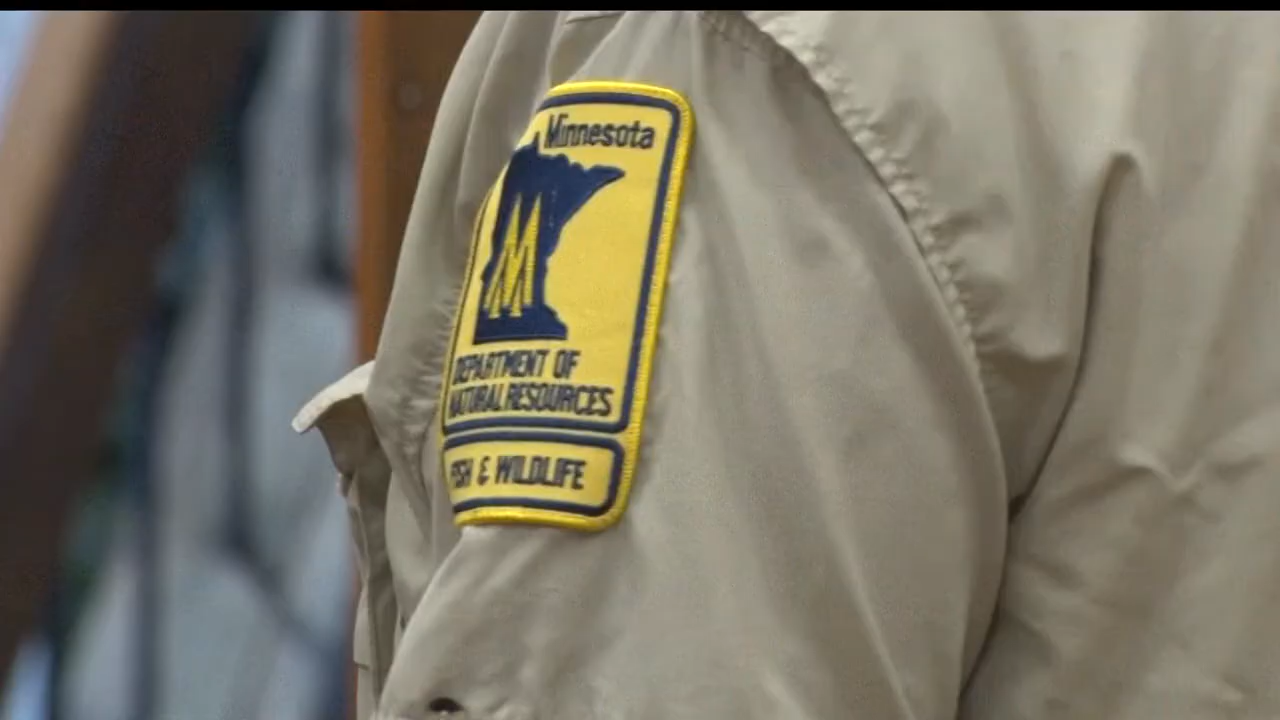 Minnesota
M
DEPARTMENT OF
NATURAL RESOURCES
FISH & WILDLIFE